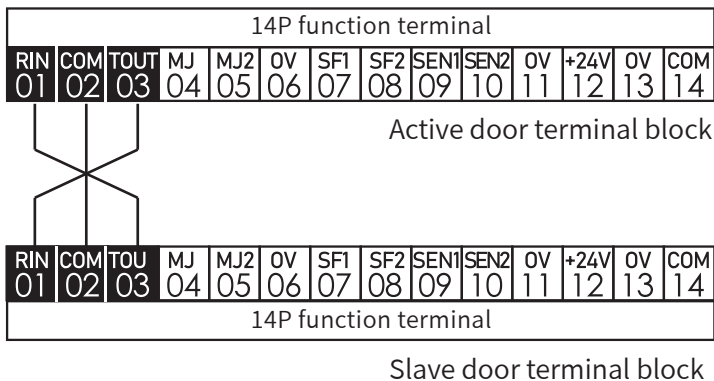 14P function terminal
RIN COM TOUT MJ MJ2 0V SF1 SF2 SEN1 SEN2 0V +24V 0V COM
01 02 03 04 05 06 07 08 09 10 11 12 13 14
Active door terminal block
RIN COM TOU MJ MJ2 0V SF1 SF2 SEN1 SEN2 0V +24V 0V COM
01 02 03 04 05 06 07 08 09 10 11 12 13 14
14P function terminal
Slave door terminal block